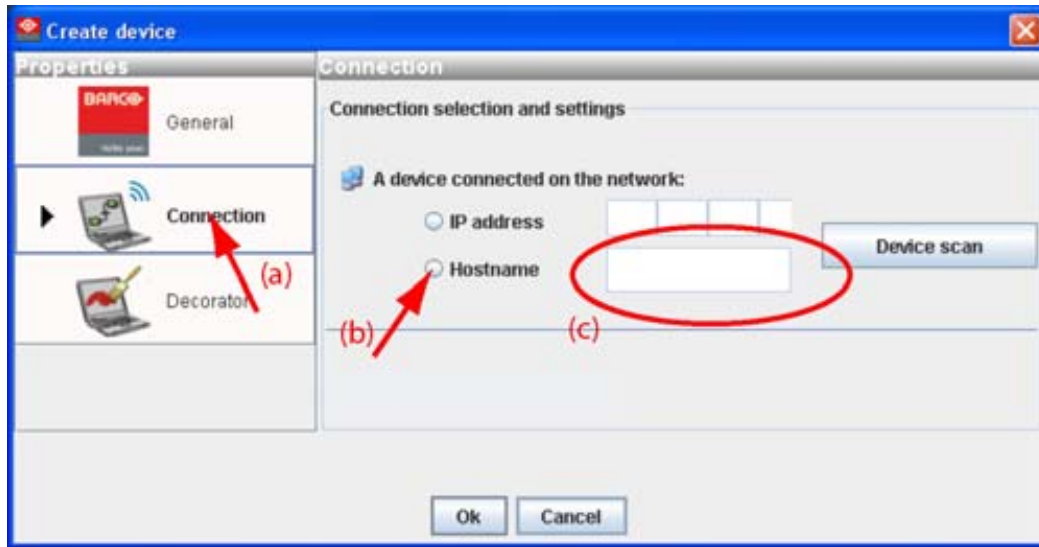 Create device
Properties
Connection
BARCO
General
Connection selection and settings
A device connected on the network:
Connection
IP address
Device scan
Hostname
(a)
Decorator
(b)
(c)
Ok
Cancel